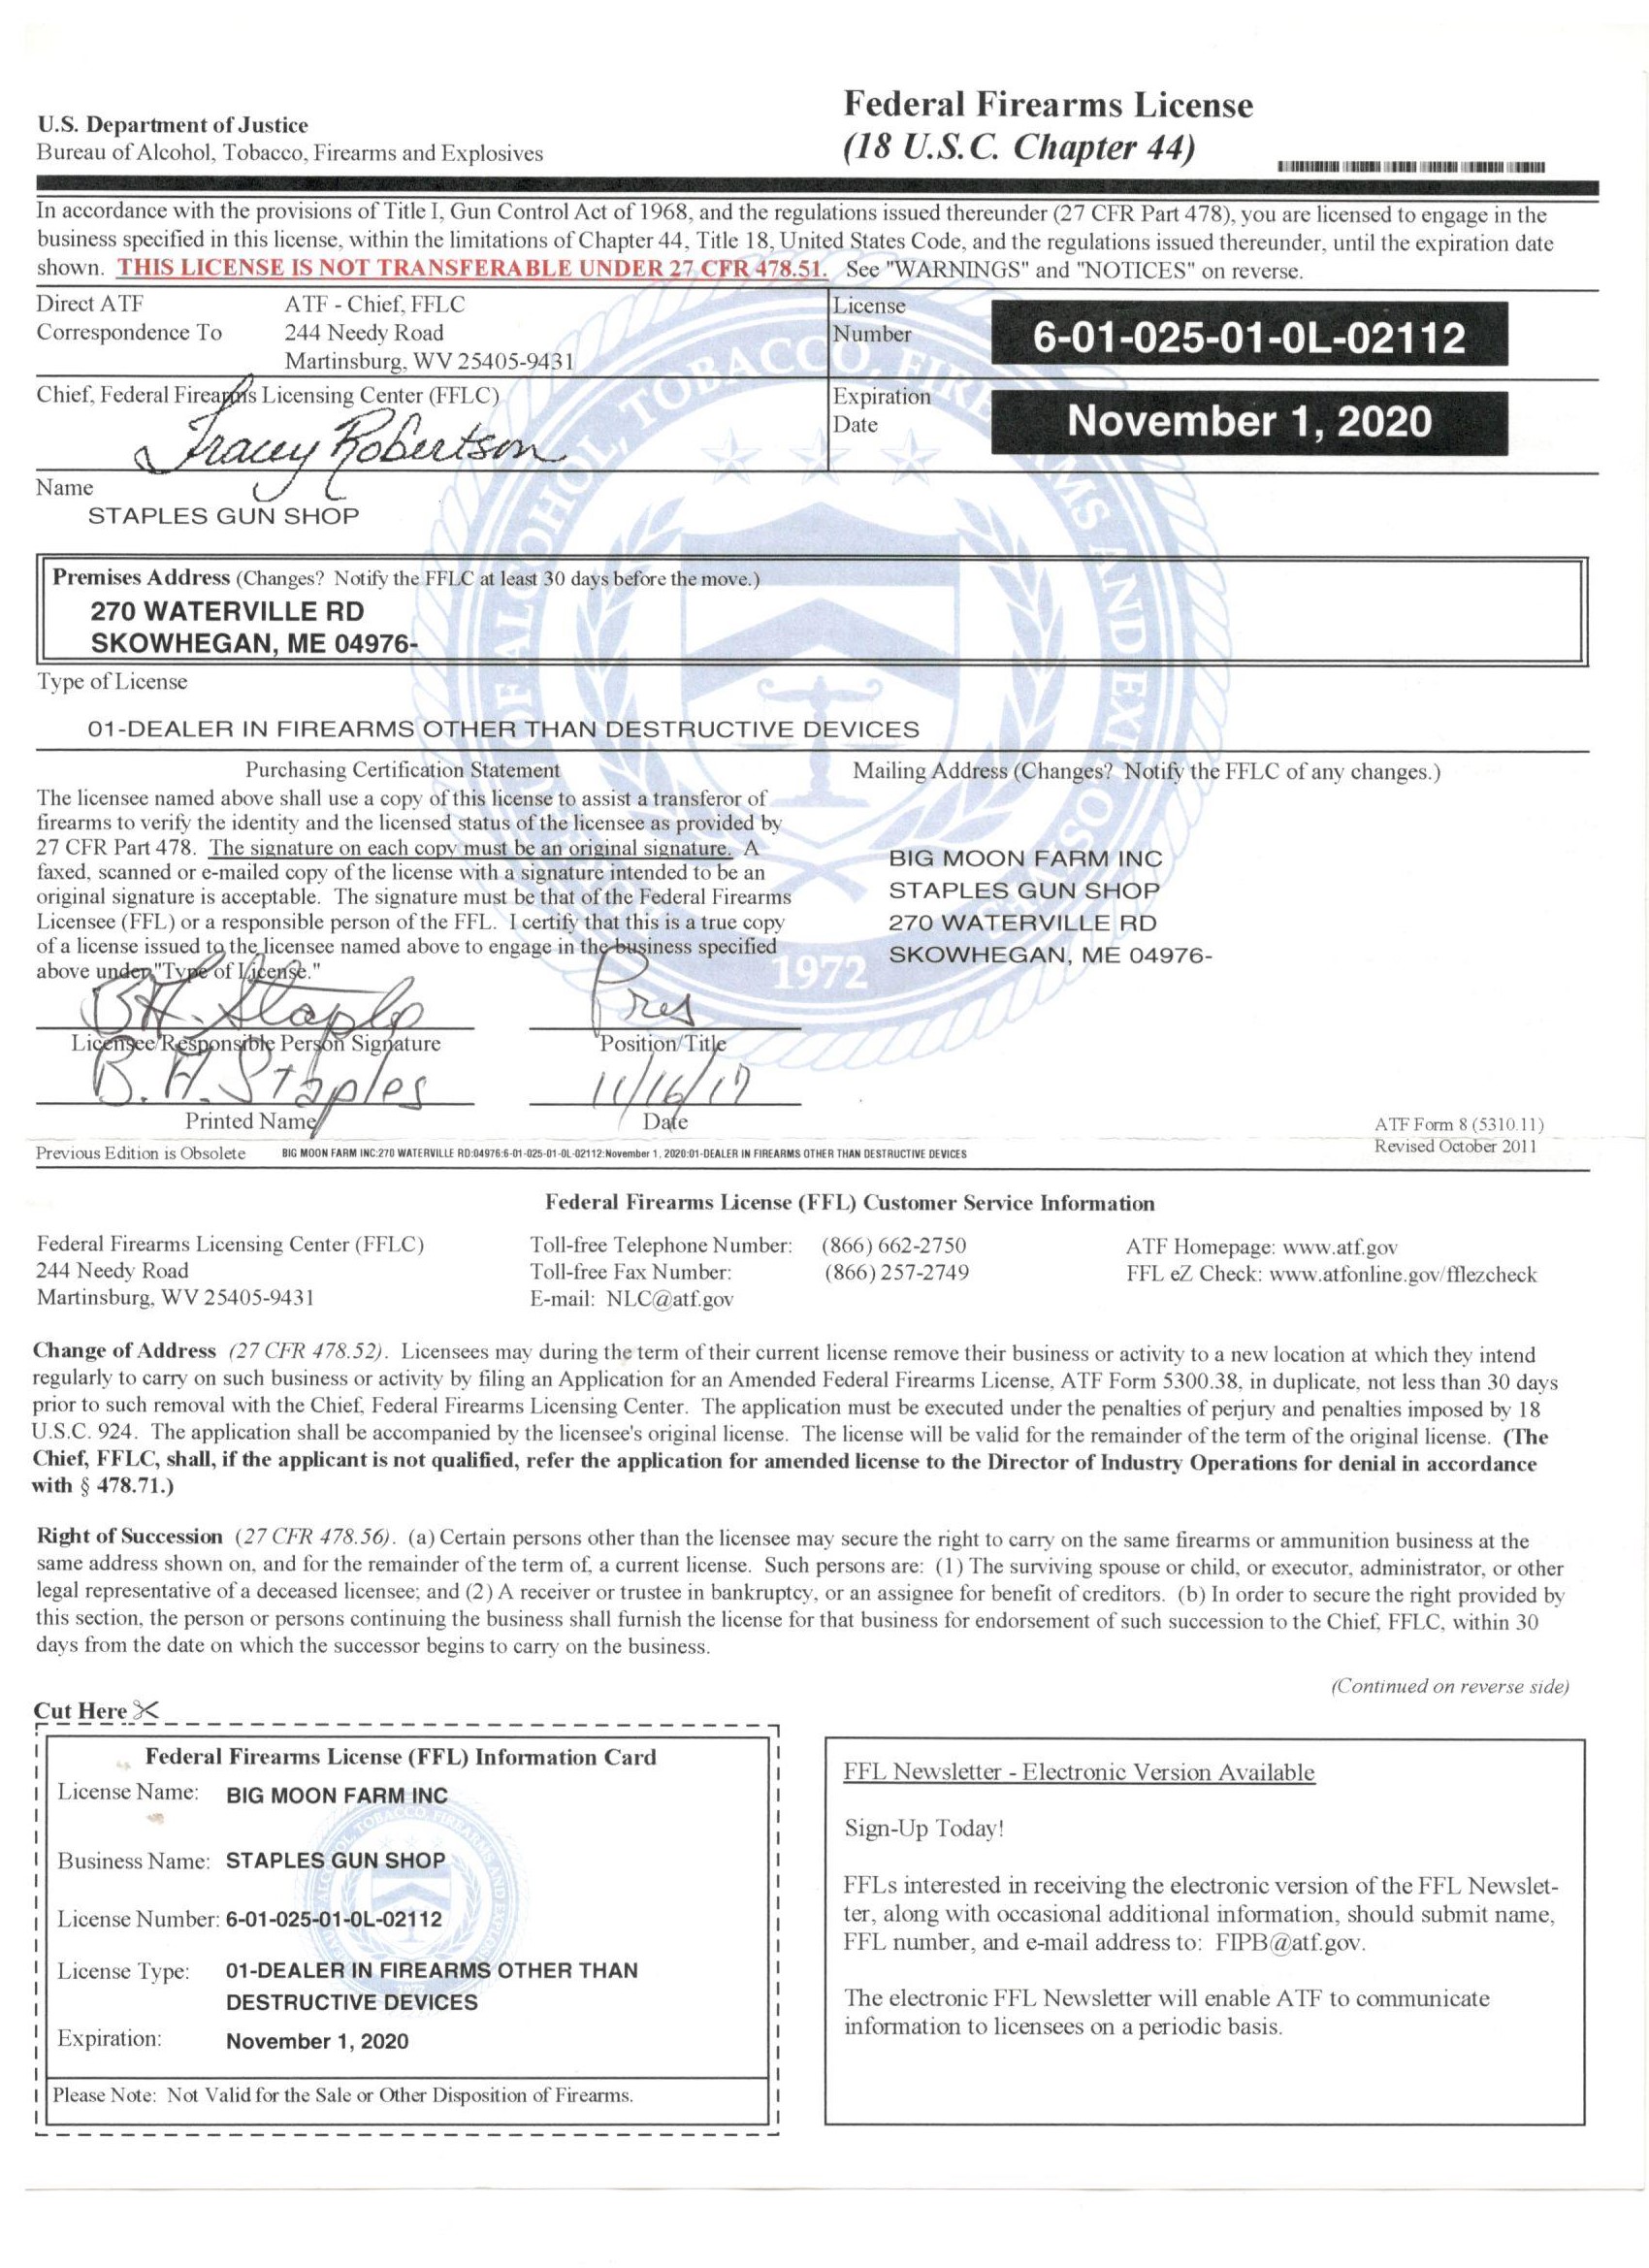 U.S. Department of Justice
Bureau of Alcohol, Tobacco, Firearms and Explosives
Federal Firearms License
(18 U.S.C. Chapter 44)
In accordance with the provisions of Title I, Gun Control Act of 1968, and the regulations issued thereunder (27 CFR Part 478), you are licensed to engage in the
business specified in this license, within the limitations of Chapter 44, Title 18, United States Code, and the regulations issued thereunder, until the expiration date
shown. THIS LICENSE IS NOT TRANSFERABLE UNDER 27 CFR 478.51. See "WARNINGS" and "NOTICES" on reverse.
Direct ATF
Correspondence To
ATF - Chief, FFLC
244 Needy Road
Martinsburg, WV 25405-9431
License
Number
6-01-025-01-0L-02112
Chief, Federal Firearms Licensing Center (FFLC)
Tracey Robertson
Expiration
Date
November 1, 2020
Name
STAPLES GUN SHOP
Premises Address (Changes? Notify the FFLC at least 30 days before the move.)
270 WATERVILLE RD
SKOWHEGAN, ME 04976-
Type of License
01-DEALER IN FIREARMS OTHER THAN DESTRUCTIVE DEVICES
Purchasing Certification Statement
The licensee named above shall use a copy of this license to assist a transferor of
firearms to verify the identity and the licensed status of the licensee as provided by
27 CFR Part 478. The signature on each copy must be an original signature. A
faxed, scanned or e-mailed copy of the license with a signature intended to be an
original signature is acceptable. The signature must be that of the Federal Firearms
Licensee (FFL) or a responsible person of the FFL. I certify that this is a true copy
of a license issued to the licensee named above to engage in the business specified
above under "Type of License."
Mailing Address (Changes? Notify the FFLC of any changes.)
BIG MOON FARM INC
STAPLES GUN SHOP
270 WATERVILLE RD
SKOWHEGAN, ME 04976-
1972
B.H. Staples
Pres
Licensee/Responsible Person Signature
Position/Title
B. H. Staples
11/16/17
Printed Name
Date
ATF Form 8 (5310.11)
Revised October 2011
Previous Edition is Obsolete
BIG MOON FARM INC:270 WATERVILLE RD:04976:6-01-025-01-0L-02112:November 1, 2020:01-DEALER IN FIREARMS OTHER THAN DESTRUCTIVE DEVICES
Federal Firearms License (FFL) Customer Service Information
Federal Firearms Licensing Center (FFLC)
244 Needy Road
Martinsburg, WV 25405-9431
Toll-free Telephone Number: (866) 662-2750
Toll-free Fax Number: (866) 257-2749
E-mail: NLC@atf.gov
ATF Homepage: www.atf.gov
FFL eZ Check: www.atfonline.gov/fflezcheck
Change of Address (27 CFR 478.52). Licensees may during the term of their current license remove their business or activity to a new location at which they intend
regularly to carry on such business or activity by filing an Application for an Amended Federal Firearms License, ATF Form 5300.38, in duplicate, not less than 30 days
prior to such removal with the Chief, Federal Firearms Licensing Center. The application must be executed under the penalties of perjury and penalties imposed by 18
U.S.C. 924. The application shall be accompanied by the licensee's original license. The license will be valid for the remainder of the term of the original license. (The
Chief, FFLC, shall, if the applicant is not qualified, refer the application for amended license to the Director of Industry Operations for denial in accordance
with § 478.71.)
Right of Succession (27 CFR 478.56). (a) Certain persons other than the licensee may secure the right to carry on the same firearms or ammunition business at the
same address shown on, and for the remainder of the term of, a current license. Such persons are: (1) The surviving spouse or child, or executor, administrator, or other
legal representative of a deceased licensee; and (2) A receiver or trustee in bankruptcy, or an assignee for benefit of creditors. (b) In order to secure the right provided by
this section, the person or persons continuing the business shall furnish the license for that business for endorsement of such succession to the Chief, FFLC, within 30
days from the date on which the successor begins to carry on the business.
(Continued on reverse side)
Cut Here
Federal Firearms License (FFL) Information Card
License Name: BIG MOON FARM INC
Business Name: STAPLES GUN SHOP
License Number: 6-01-025-01-0L-02112
License Type: 01-DEALER IN FIREARMS OTHER THAN
DESTRUCTIVE DEVICES
Expiration: November 1, 2020
Please Note: Not Valid for the Sale or Other Disposition of Firearms.
FFL Newsletter - Electronic Version Available
Sign-Up Today!
FFLs interested in receiving the electronic version of the FFL Newslet-
ter, along with occasional additional information, should submit name,
FFL number, and e-mail address to: FIPB@atf.gov.
The electronic FFL Newsletter will enable ATF to communicate
information to licensees on a periodic basis.